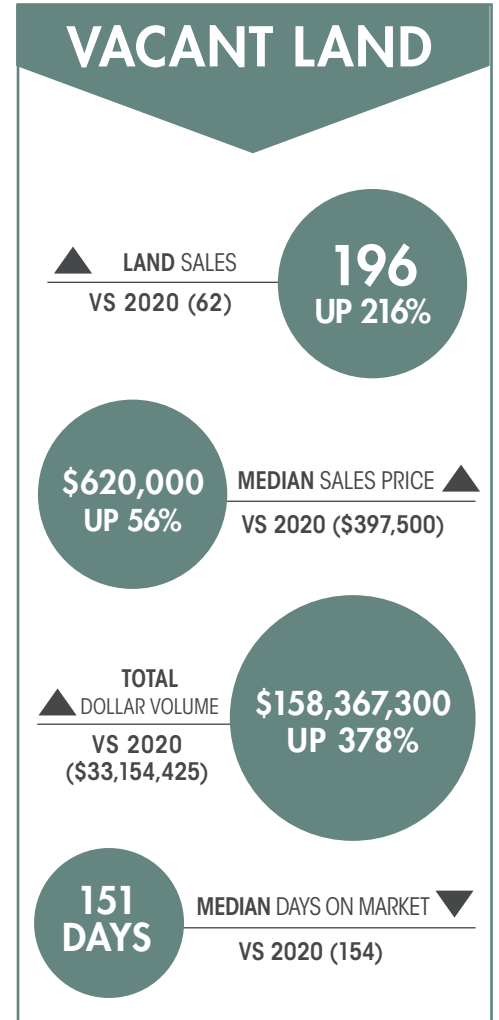 VACANT LAND
LAND SALES
VS 2020 (62)
196
UP 216%
$620,000
UP 56%
MEDIAN SALES PRICE
VS 2020 ($397,500)
TOTAL
DOLLAR VOLUME
VS 2020
($33,154,425)
$158,367,300
UP 378%
151
DAYS
MEDIAN DAYS ON MARKET
VS 2020 (154)